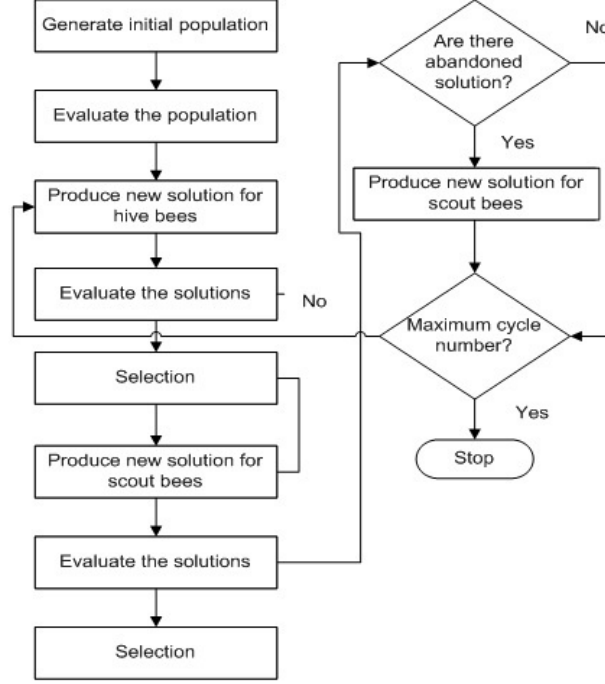 Generate initial population
Evaluate the population
Produce new solution for
hive bees
Evaluate the solutions
No
Selection
Produce new solution for
scout bees
Evaluate the solutions
Selection
Are there
abandoned
solution?
No
Yes
Produce new solution for
scout bees
Maximum cycle
number?
Yes
Stop